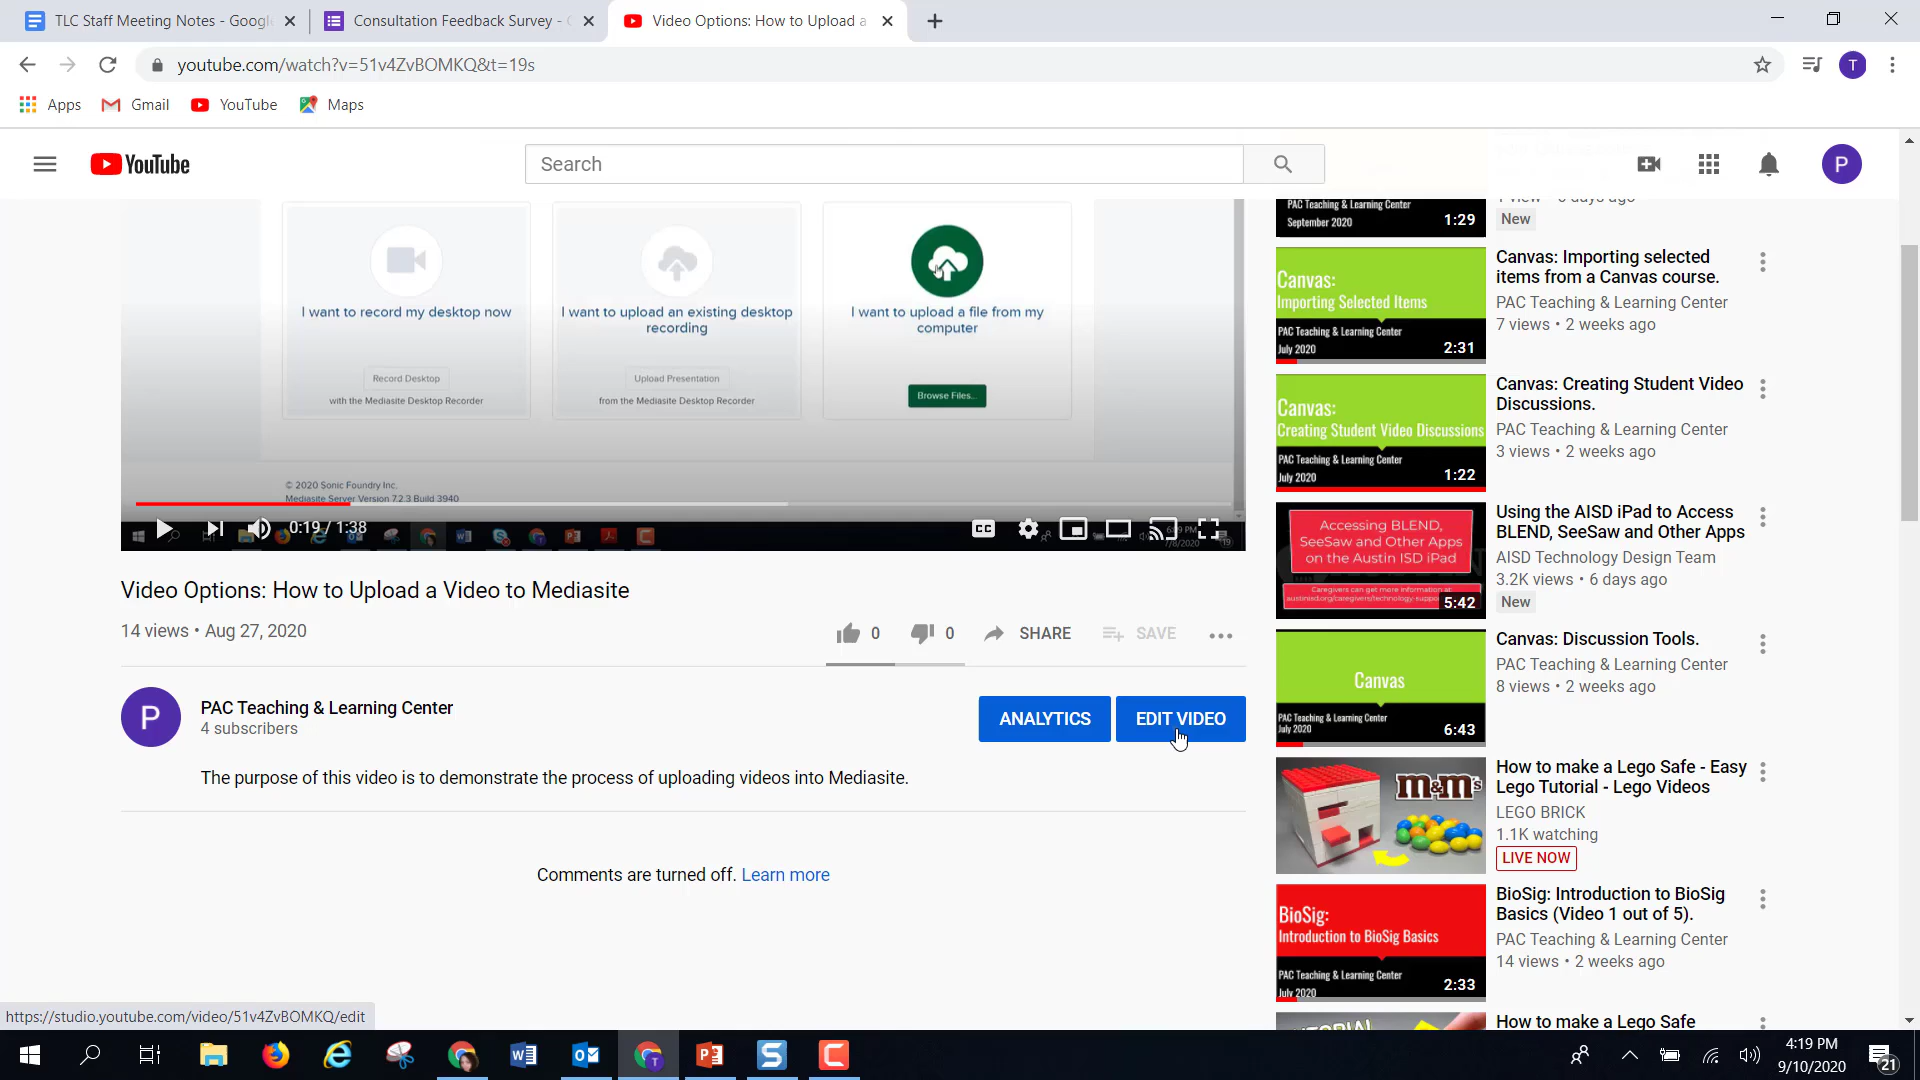 TLC Staff Meeting Notes - Googl
Consultation Feedback Survey -
Video Options: How to Upload a
youtube.com/watch?v=51v4ZvBOMKQ&t=19s
T
Apps
Gmail
YouTube
Maps
YouTube
Search
P
I want to record my desktop now
Record Desktop
with the Mediasite Desktop Recorder
I want to upload an existing desktop
recording
Upload Presentation
from the Mediasite Desktop Recorder
I want to upload a file from my
computer
Browse Files...
© 2020 Sonic Foundry Inc.
Mediasite Server Version 7.2.3 Build 3940
0:19 / 1:38
CC
Video Options: How to Upload a Video to Mediasite
14 views • Aug 27, 2020
0
0
SHARE
SAVE
P
PAC Teaching & Learning Center
4 subscribers
ANALYTICS
EDIT VIDEO
The purpose of this video is to demonstrate the process of uploading videos into Mediasite.
Comments are turned off. Learn more
PAC Teaching & Learning Center
September 2020
1:29
New
Canvas:
Importing Selected Items
PAC Teaching & Learning Center
July 2020
2:31
Canvas: Importing selected
items from a Canvas course.
PAC Teaching & Learning Center
7 views • 2 weeks ago
Canvas:
Creating Student Video Discussions
PAC Teaching & Learning Center
July 2020
1:22
Canvas: Creating Student Video
Discussions.
PAC Teaching & Learning Center
3 views • 2 weeks ago
Accessing BLEND,
SeeSaw and Other Apps
on the Austin ISD iPad
Caregivers can get more information at
5:42
Using the AISD iPad to Access
BLEND, SeeSaw and Other Apps
AISD Technology Design Team
3.2K views • 6 days ago
New
Canvas
PAC Teaching & Learning Center
July 2020
6:43
Canvas: Discussion Tools.
PAC Teaching & Learning Center
8 views • 2 weeks ago
m&m's
How to make a Lego Safe - Easy
Lego Tutorial - Lego Videos
LEGO BRICK
1.1K watching
LIVE NOW
BioSig:
Introduction to BioSig Basics
PAC Teaching & Learning Center
July 2020
2:33
BioSig: Introduction to BioSig
Basics (Video 1 out of 5).
PAC Teaching & Learning Center
14 views • 2 weeks ago
How to make a Lego Safe
https://studio.youtube.com/video/51v4ZvBOMKQ/edit
4:19 PM
9/10/2020
21